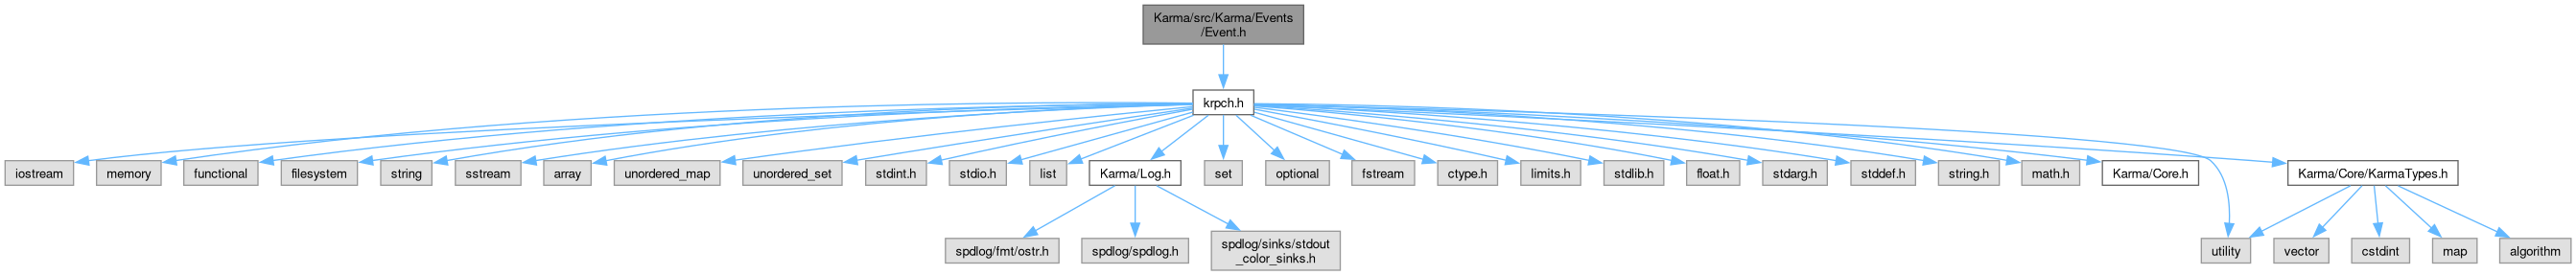 Karma/src/Karma/Events
/Event.h
krpch.h
iostream
memory
functional
filesystem
string
sstream
array
unordered_map
unordered_set
stdint.h
stdio.h
list
Karma/Log.h
set
optional
fstream
ctype.h
limits.h
stdlib.h
float.h
stdarg.h
stddef.h
string.h
math.h
Karma/Core.h
Karma/Core/KarmaTypes.h
spdlog/fmt/ostr.h
spdlog/spdlog.h
spdlog/sinks/stdout
_color_sinks.h
utility
vector
cstdint
map
algorithm